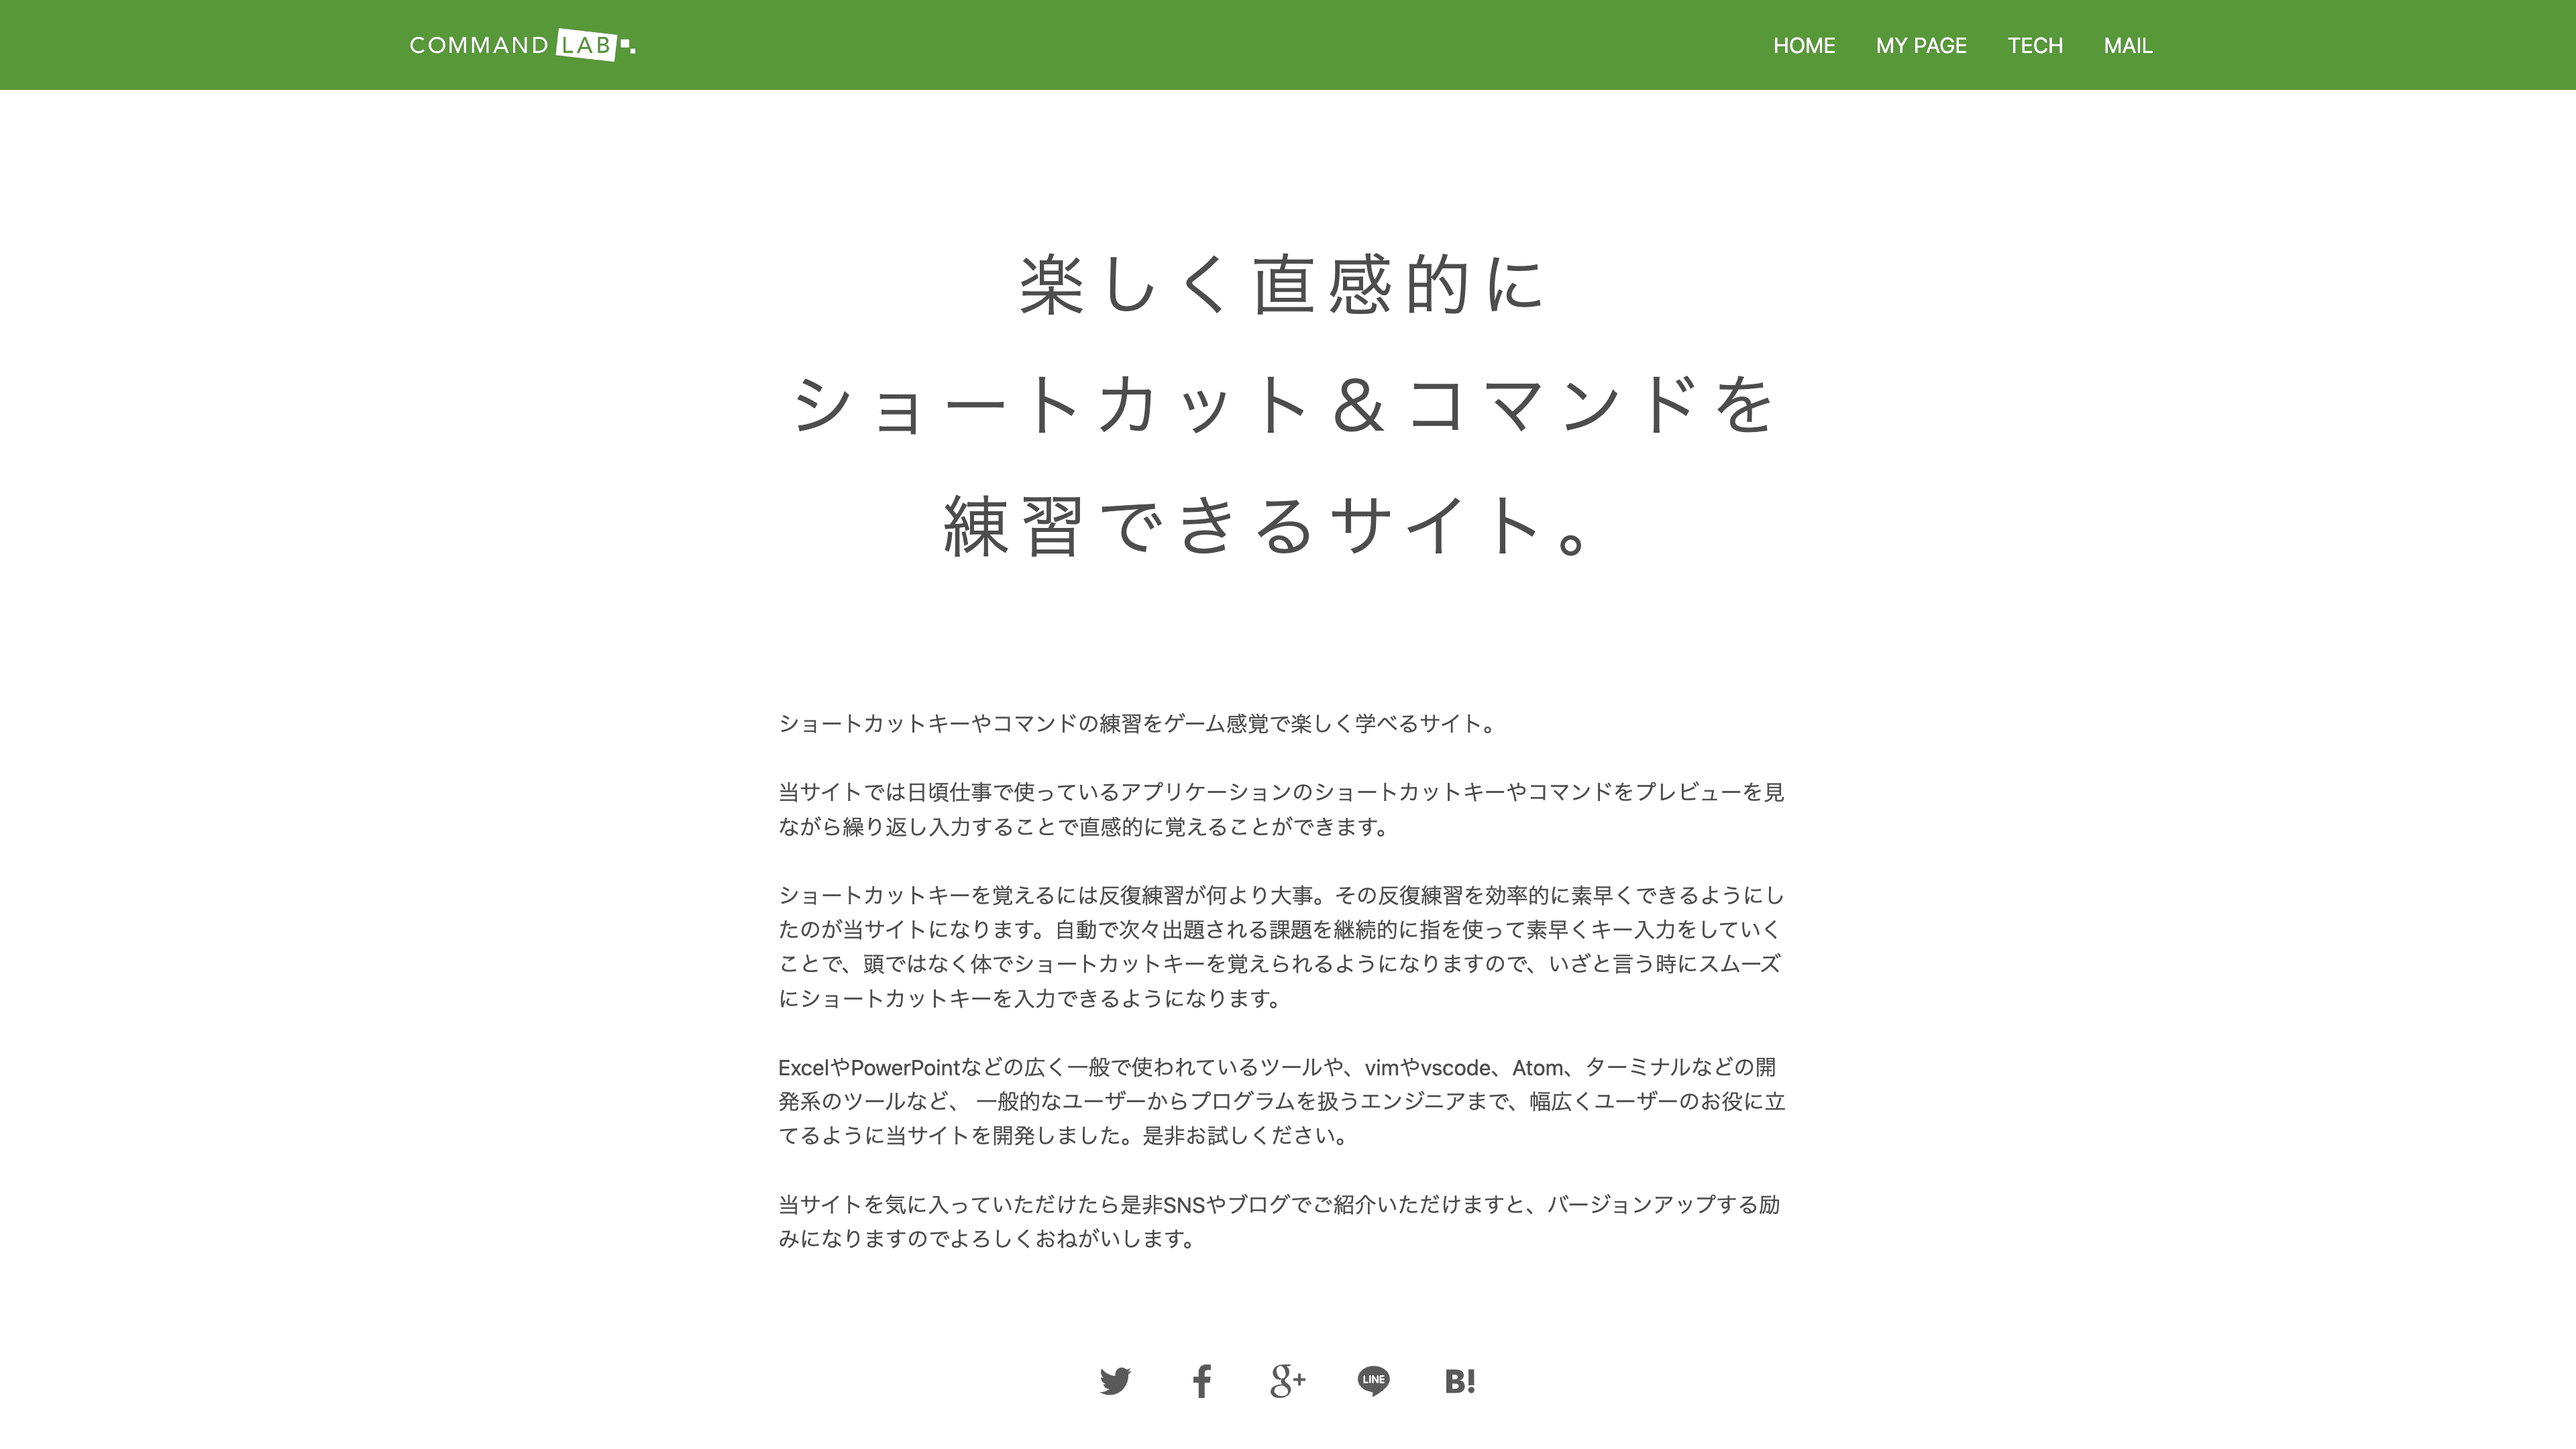 COMMAND LAB
HOME MY PAGE TECH MAIL
楽しく直感的に
ショートカット＆コマンドを
練習できるサイト。
ショートカットキーやコマンドの練習をゲーム感覚で楽しく学べるサイト。
当サイトでは日頃仕事で使っているアプリケーションのショートカットキーやコマンドをプレビューを見
ながら繰り返し入力することで直感的に覚えることができます。
ショートカットキーを覚えるには反復練習が何より大事。その反復練習を効率的に素早くできるようにし
たのが当サイトになります。自動で次々出題される課題を継続的に指を使って素早くキー入力をしていく
ことで、頭ではなく体でショートカットキーを覚えられるようになりますので、いざと言う時にスムーズ
にショートカットキーを入力できるようになります。
ExcelやPowerPointなどの広く一般で使われているツールや、vimやvscode、Atom、ターミナルなどの開
発系のツールなど、 一般的なユーザーからプログラムを扱うエンジニアまで、幅広くユーザーのお役に立
てるように当サイトを開発しました。是非お試しください。
当サイトを気に入っていただけたら是非SNSやブログでご紹介いただけますと、バージョンアップする励
みになりますのでよろしくおねがいします。
g+ LINE B!